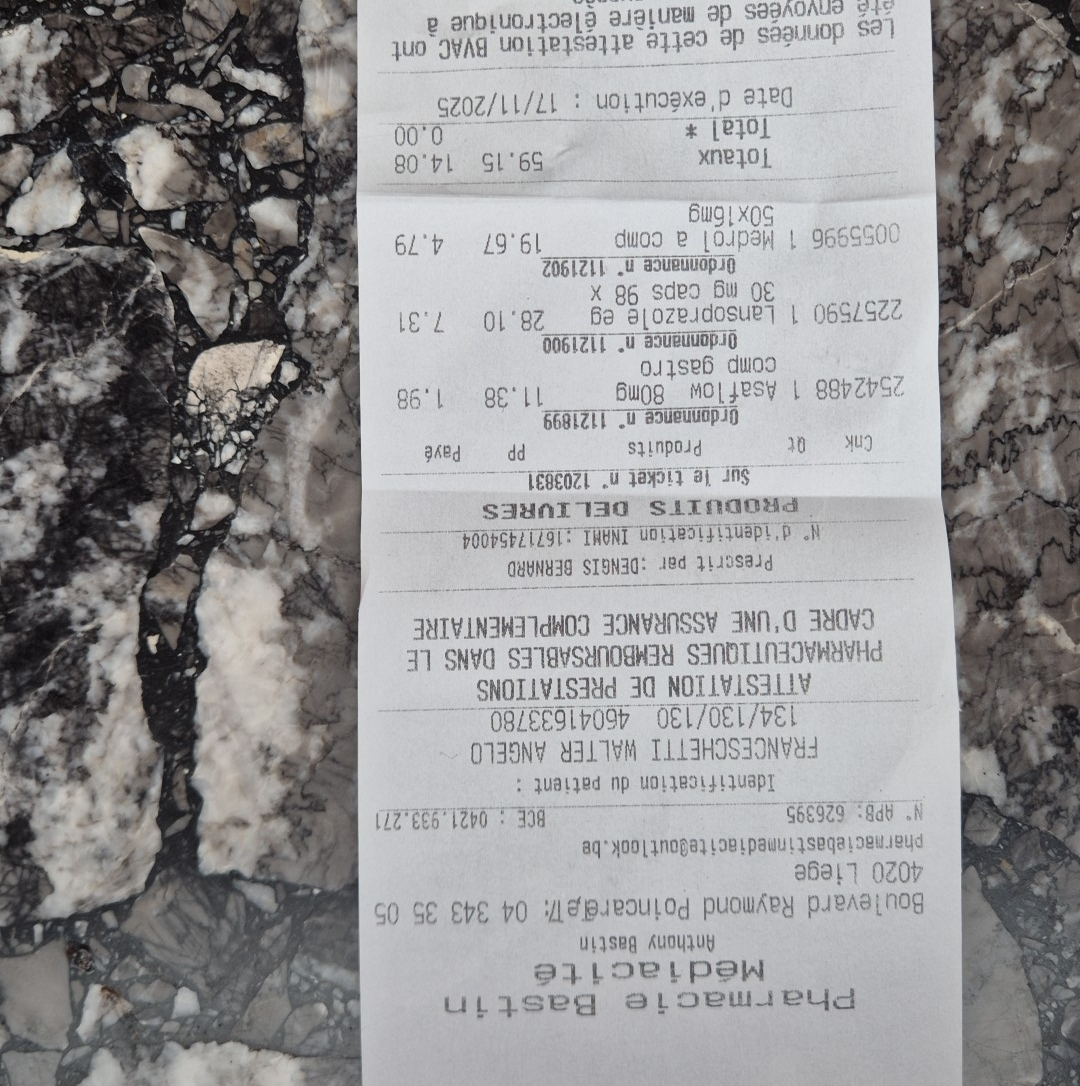 Pharmacie Bastin
Médiacité
Anthony Bastin
Boulevard Raymond Poincaré, 7: 04 343 35 05
4020 Liege
pharmaciebastinmediacite@outlook.be
N° APB: 626395 BCE : 0421.933.271
Identification du patient :
FRANCESCHETTI WALTER ANGELO
134/130/130 46041633780
ATTESTATION DE PRESTATIONS
PHARMACEUTIQUES REMBOURSABLES DANS LE
CADRE D'UNE ASSURANCE COMPLEMENTAIRE
Prescrit par :DENGIS BERNARD
N° d'identification INAMI :16717454004
PRODUITS DELIVRES
Sur le ticket n° 1203831
Cnk Qt Produits PP Payé
Ordonnance n° 1121899
2542488 1 Asaflow 80mg 11.38 1.98
comp gastro
Ordonnance n° 1121900
2257590 1 Lansoprazole eg 28.10 7.31
30 mg caps 98 x
Ordonnance n° 1121902
0055996 1 Medrol a comp 19.67 4.79
50x16mg
Totaux 59.15 14.08
Total * 0.00
Date d'exécution : 17/11/2025
Les données de cette attestation BVAC ont
été envoyées de manière électronique à